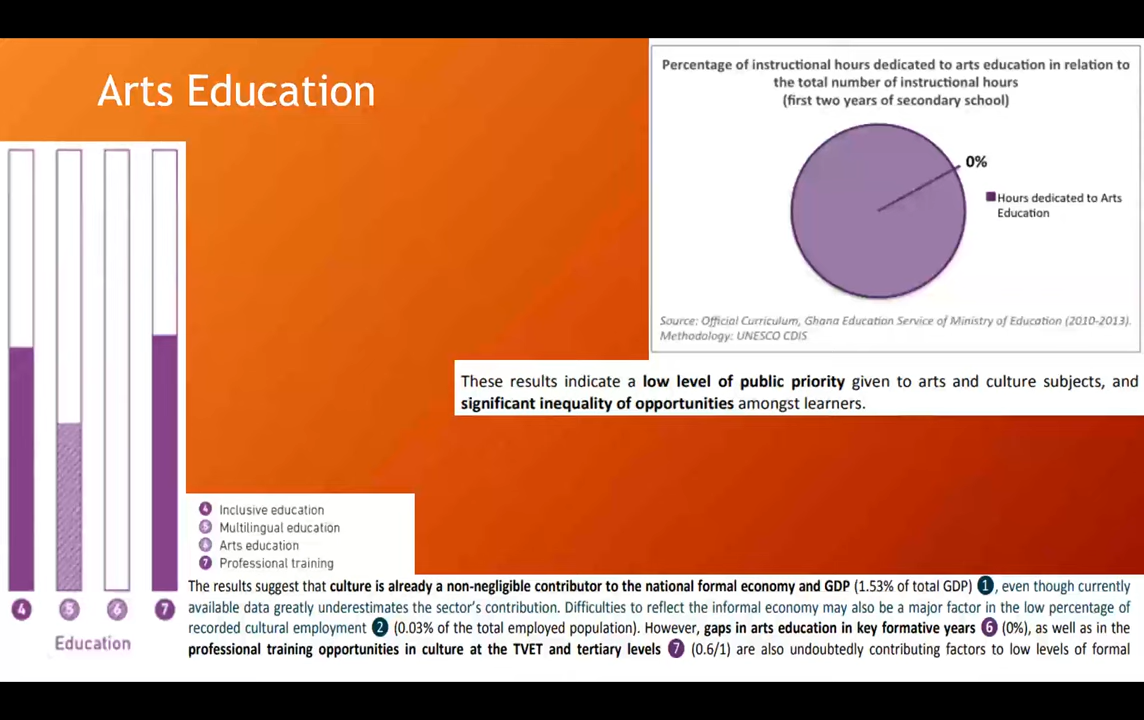 Arts Education
Percentage of instructional hours dedicated to arts education in relation to
the total number of instructional hours
(first two years of secondary school)
0%
Hours dedicated to Arts
Education
Source: Official Curriculum, Ghana Education Service of Ministry of Education (2010-2013).
Methodology: UNESCO CDIS
These results indicate a low level of public priority given to arts and culture subjects, and
significant inequality of opportunities amongst learners.
4 Inclusive education
5 Multilingual education
6 Arts education
7 Professional training
4 5 6 7
Education
The results suggest that culture is already a non-negligible contributor to the national formal economy and GDP (1.53% of total GDP) 1, even though currently
available data greatly underestimates the sector's contribution. Difficulties to reflect the informal economy may also be a major factor in the low percentage of
recorded cultural employment 2 (0.03% of the total employed population). However, gaps in arts education in key formative years 6 (0%), as well as in the
professional training opportunities in culture at the TVET and tertiary levels 7 (0.6/1) are also undoubtedly contributing factors to low levels of formal